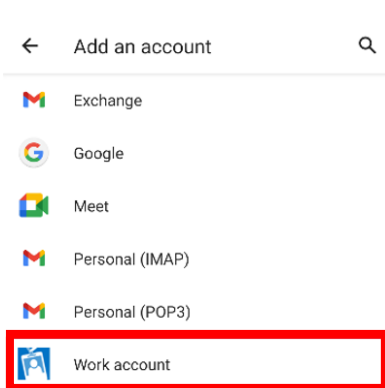 Add an account
Exchange
Google
Meet
Personal (IMAP)
Personal (POP3)
Work account